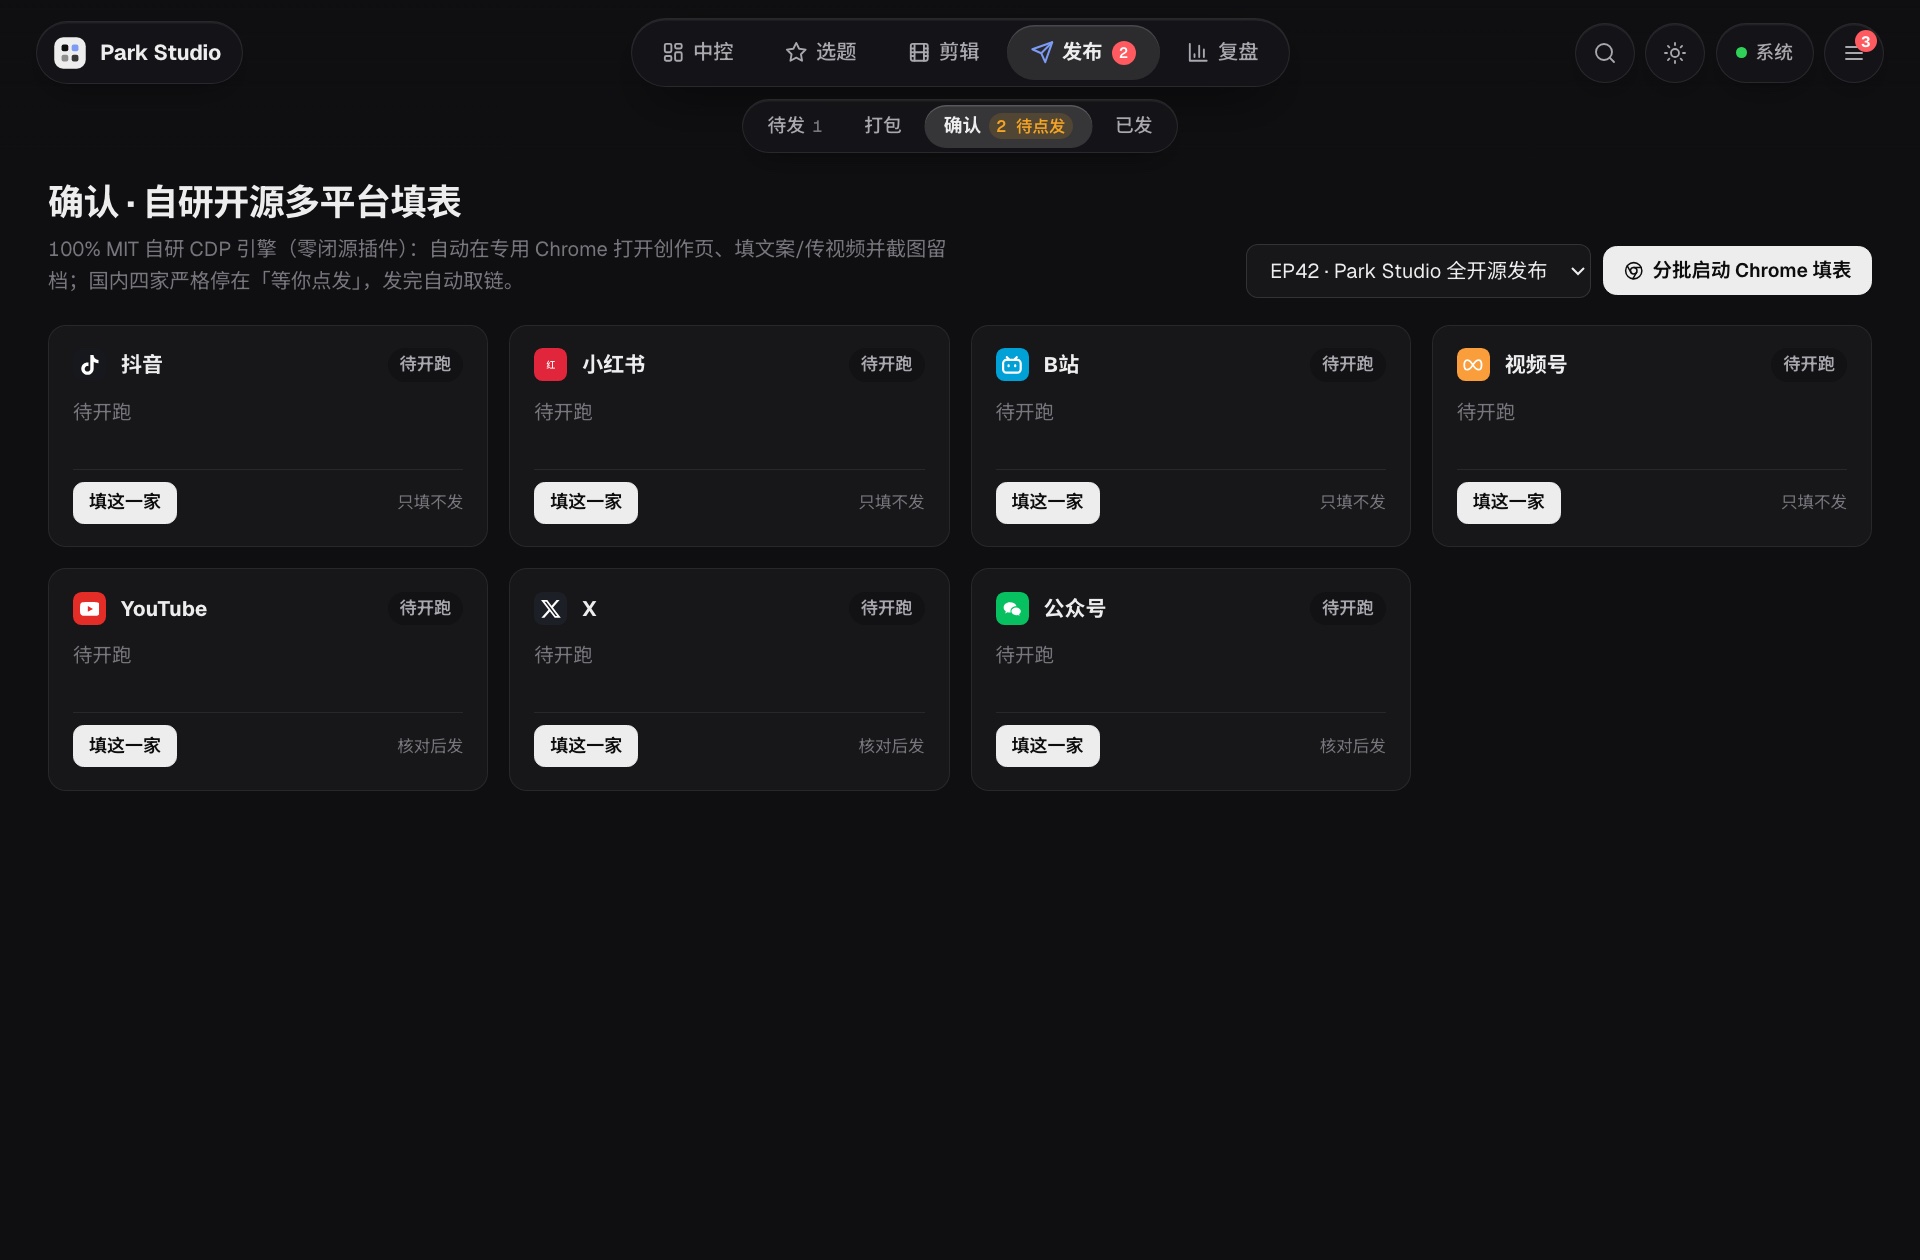 Park Studio
中控
选题
剪辑
发布 2
复盘
系统
3
待发 1
打包
确认 2 待点发
已发
确认 · 自研开源多平台填表
100% MIT 自研 CDP 引擎（零闭源插件）：自动在专用 Chrome 打开创作页、填文案/传视频并截图留
档；国内四家严格停在「等你点发」，发完自动取链。
EP42 · Park Studio 全开源发布
分批启动 Chrome 填表
抖音
待开跑
待开跑
填这一家
只填不发
红
小红书
待开跑
待开跑
填这一家
只填不发
B站
待开跑
待开跑
填这一家
只填不发
视频号
待开跑
待开跑
填这一家
只填不发
YouTube
待开跑
待开跑
填这一家
核对后发
X
待开跑
待开跑
填这一家
核对后发
公众号
待开跑
待开跑
填这一家
核对后发